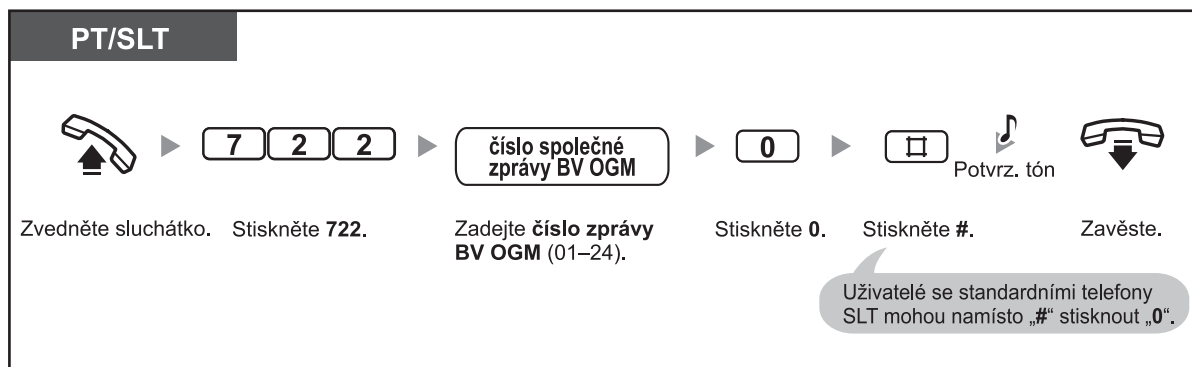 PT/SLT
7 2 2
číslo společné
zprávy BV OGM
0
#
Potvrz. tón
Zvedněte sluchátko.
Stiskněte 722.
Zadejte číslo zprávy
BV OGM (01–24).
Stiskněte 0.
Stiskněte #.
Zavěste.
Uživatelé se standardními telefony
SLT mohou namísto „#“ stisknout „0“.